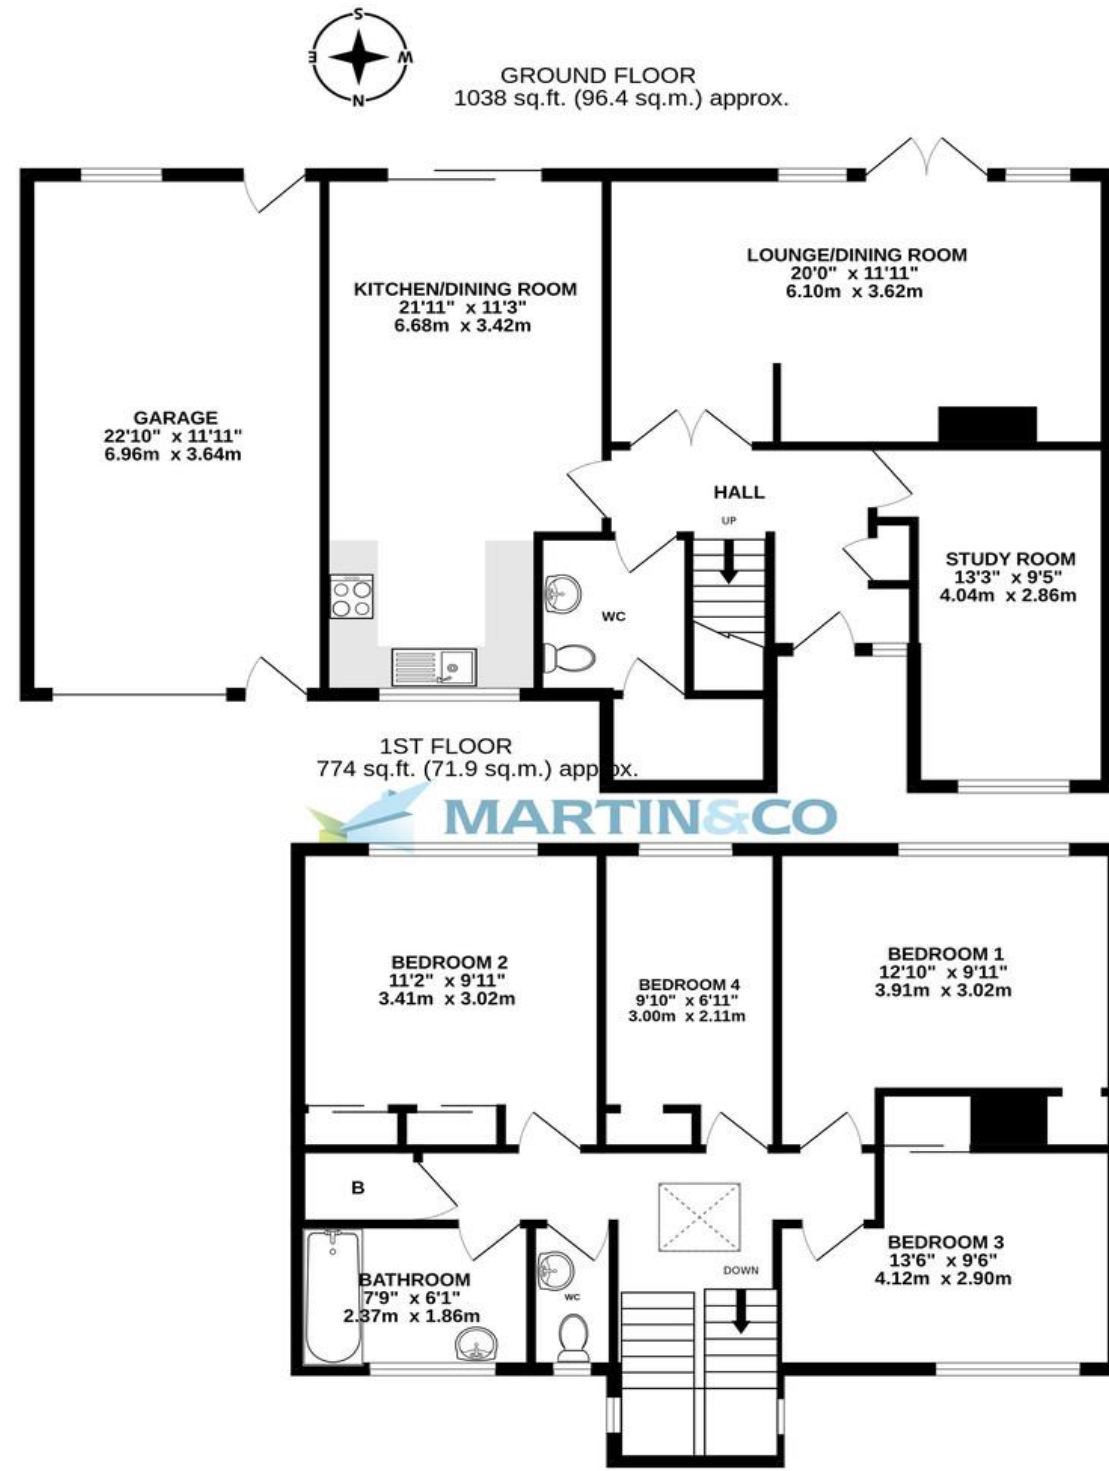 S
E
W
N
GROUND FLOOR
1038 sq.ft. (96.4 sq.m.) approx.
LOUNGE/DINING ROOM
20'0" x 11'11"
6.10m x 3.62m
KITCHEN/DINING ROOM
21'11" x 11'3"
6.68m x 3.42m
GARAGE
22'10" x 11'11"
6.96m x 3.64m
HALL
UP
STUDY ROOM
13'3" x 9'5"
4.04m x 2.86m
WC
1ST FLOOR
774 sq.ft. (71.9 sq.m.) approx.
MARTIN&CO
BEDROOM 2
11'2" x 9'11"
3.41m x 3.02m
BEDROOM 4
9'10" x 6'11"
3.00m x 2.11m
BEDROOM 1
12'10" x 9'11"
3.91m x 3.02m
B
BEDROOM 3
13'6" x 9'6"
4.12m x 2.90m
DOWN
BATHROOM
7'9" x 6'1"
2.37m x 1.86m
WC